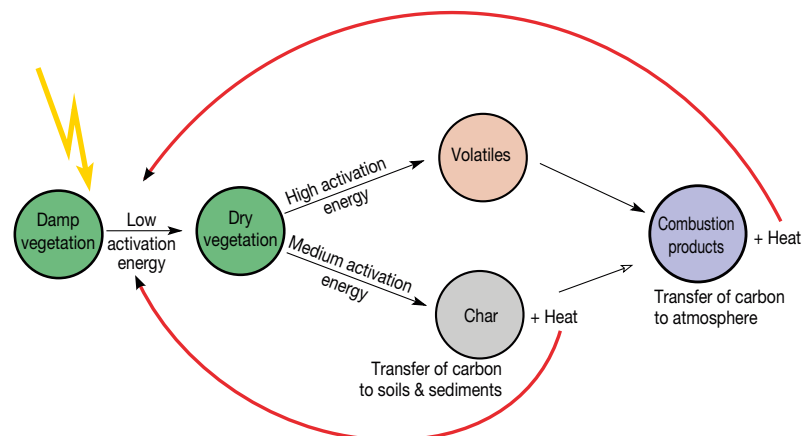 Damp
vegetation
Low
activation
energy
Dry
vegetation
High activation
energy
Medium activation
energy
Volatiles
Char
+ Heat
Transfer of carbon
to soils & sediments
Combustion
products
+ Heat
Transfer of carbon
to atmosphere